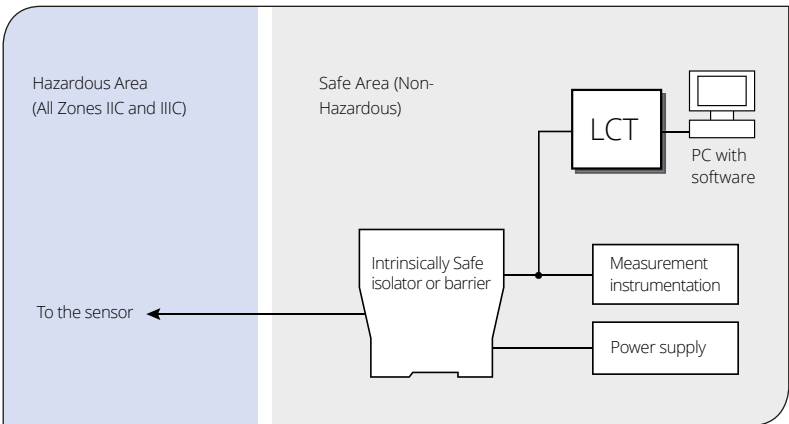 Hazardous Area
(All Zones IIC and IIIC)
Safe Area (Non-
Hazardous)
LCT
PC with
software
Intrinsically Safe
isolator or barrier
Measurement
instrumentation
To the sensor
Power supply